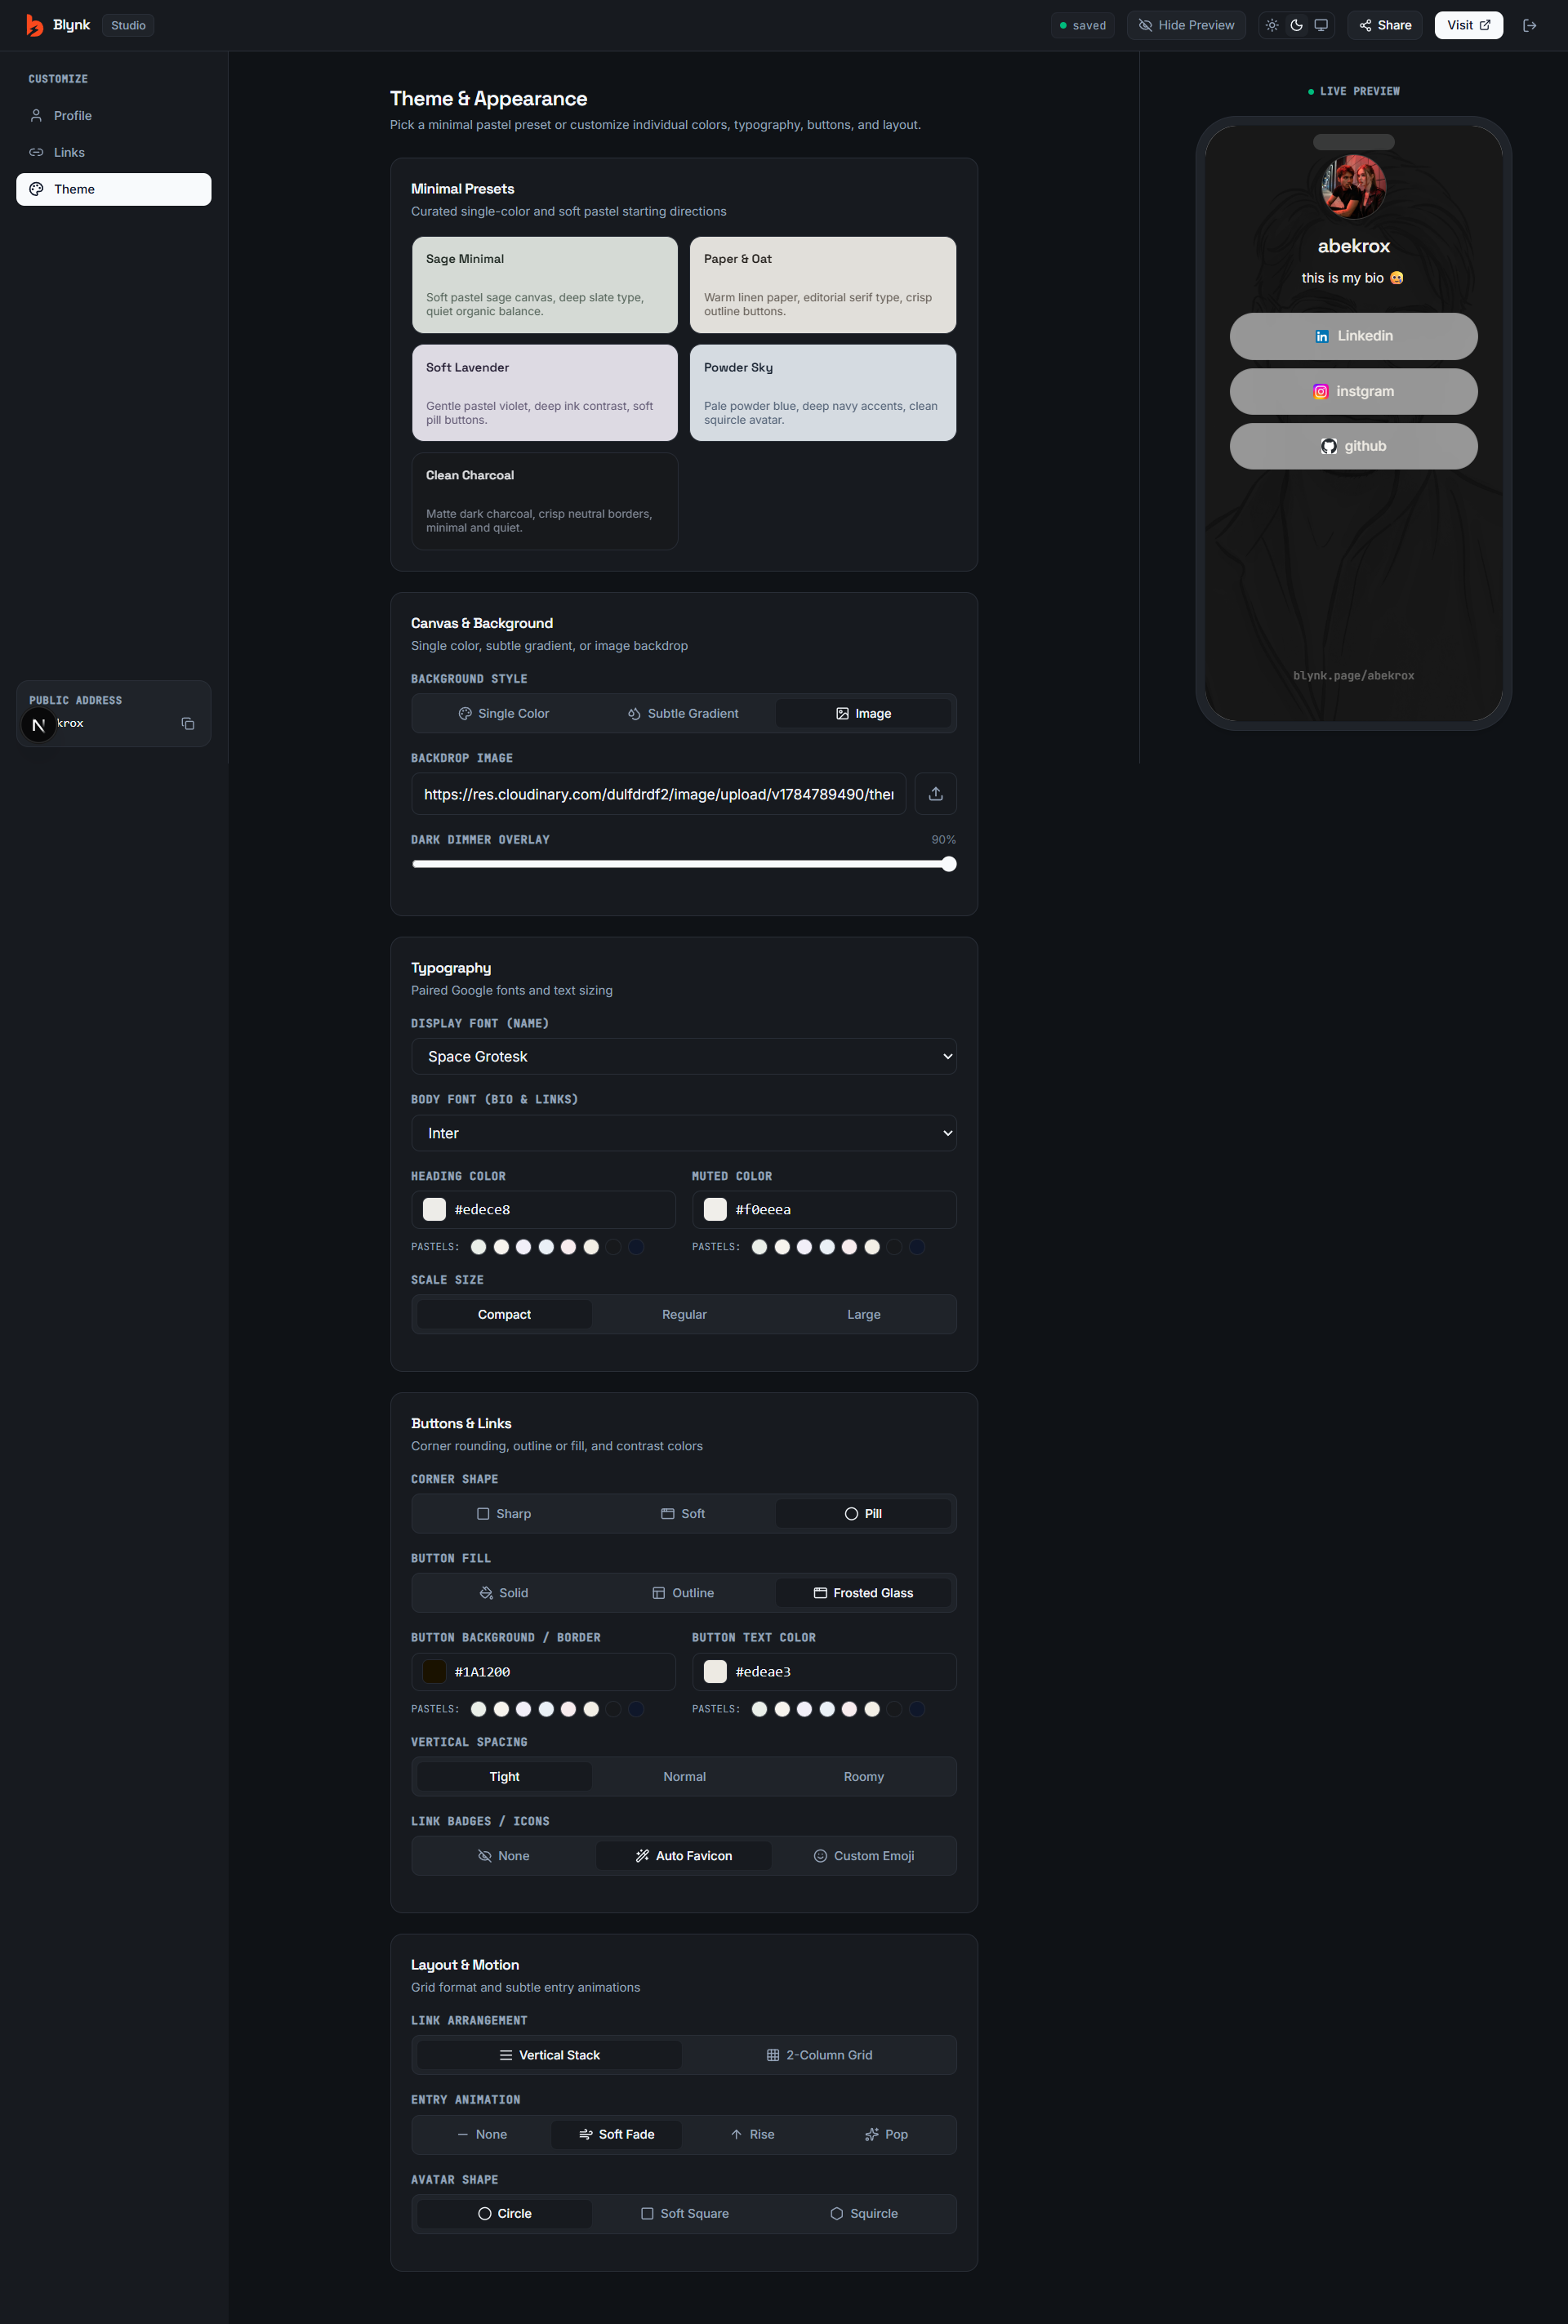 Blynk
Studio
saved
Hide Preview
Share
Visit
CUSTOMIZE
Profile
Links
Theme
PUBLIC ADDRESS
krox
Theme & Appearance
Pick a minimal pastel preset or customize individual colors, typography, buttons, and layout.
Minimal Presets
Curated single-color and soft pastel starting directions
Sage Minimal
Soft pastel sage canvas, deep slate type,
quiet organic balance.
Paper & Oat
Warm linen paper, editorial serif type, crisp
outline buttons.
Soft Lavender
Gentle pastel violet, deep ink contrast, soft
pill buttons.
Powder Sky
Pale powder blue, deep navy accents, clean
squircle avatar.
Clean Charcoal
Matte dark charcoal, crisp neutral borders,
minimal and quiet.
Canvas & Background
Single color, subtle gradient, or image backdrop
BACKGROUND STYLE
Single Color
Subtle Gradient
Image
BACKDROP IMAGE
https://res.cloudinary.com/dulfdrdf2/image/upload/v1784789490/the
DARK DIMMER OVERLAY
90%
Typography
Paired Google fonts and text sizing
DISPLAY FONT (NAME)
Space Grotesk
BODY FONT (BIO & LINKS)
Inter
HEADING COLOR
MUTED COLOR
#edece8
#f0eeea
PASTELS:
PASTELS:
SCALE SIZE
Compact
Regular
Large
Buttons & Links
Corner rounding, outline or fill, and contrast colors
CORNER SHAPE
Sharp
Soft
Pill
BUTTON FILL
Solid
Outline
Frosted Glass
BUTTON BACKGROUND / BORDER
BUTTON TEXT COLOR
#1A1200
#edeae3
PASTELS:
PASTELS:
VERTICAL SPACING
Tight
Normal
Roomy
LINK BADGES / ICONS
None
Auto Favicon
Custom Emoji
Layout & Motion
Grid format and subtle entry animations
LINK ARRANGEMENT
Vertical Stack
2-Column Grid
ENTRY ANIMATION
None
Soft Fade
Rise
Pop
AVATAR SHAPE
Circle
Soft Square
Squircle
LIVE PREVIEW
abekrox
this is my bio 🤐
Linkedin
instgram
github
blynk.page/abekrox